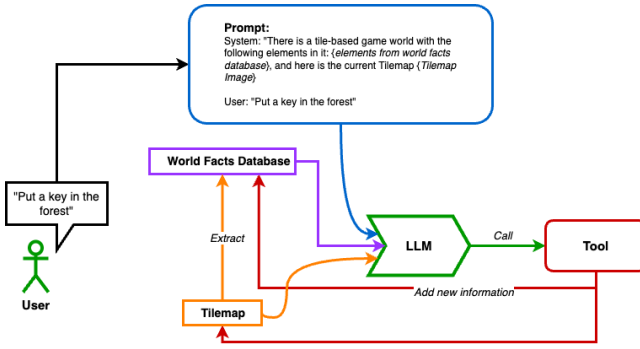 Prompt:
System: "There is a tile-based game world with the
following elements in it: {elements from world facts
database}, and here is the current Tilemap {Tilemap
Image}
User: "Put a key in the forest"
World Facts Database
"Put a key in the
forest"
Extract
LLM
Call
Tool
User
Tilemap
Add new information